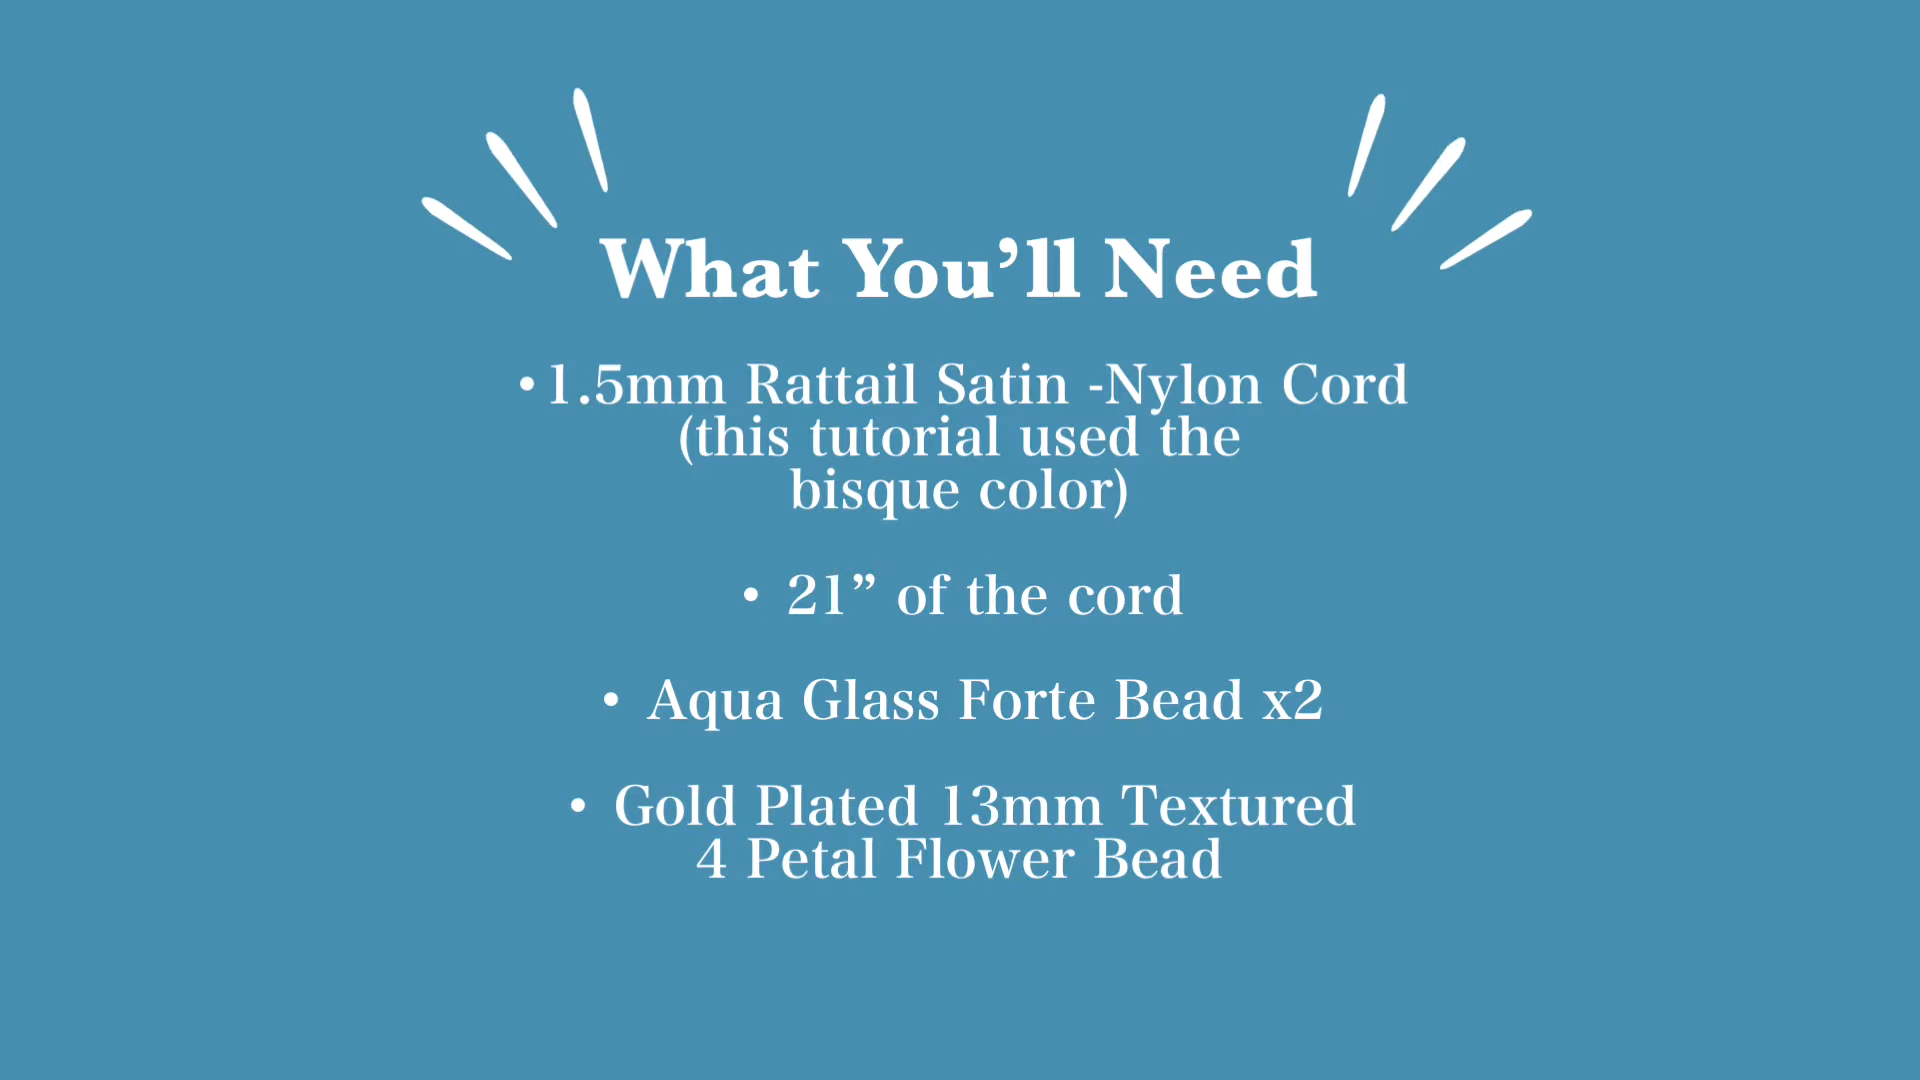 What You’ll Need
•1.5mm Rattail Satin -Nylon Cord
(this tutorial used the
bisque color)
• 21” of the cord
• Aqua Glass Forte Bead x2
• Gold Plated 13mm Textured
4 Petal Flower Bead